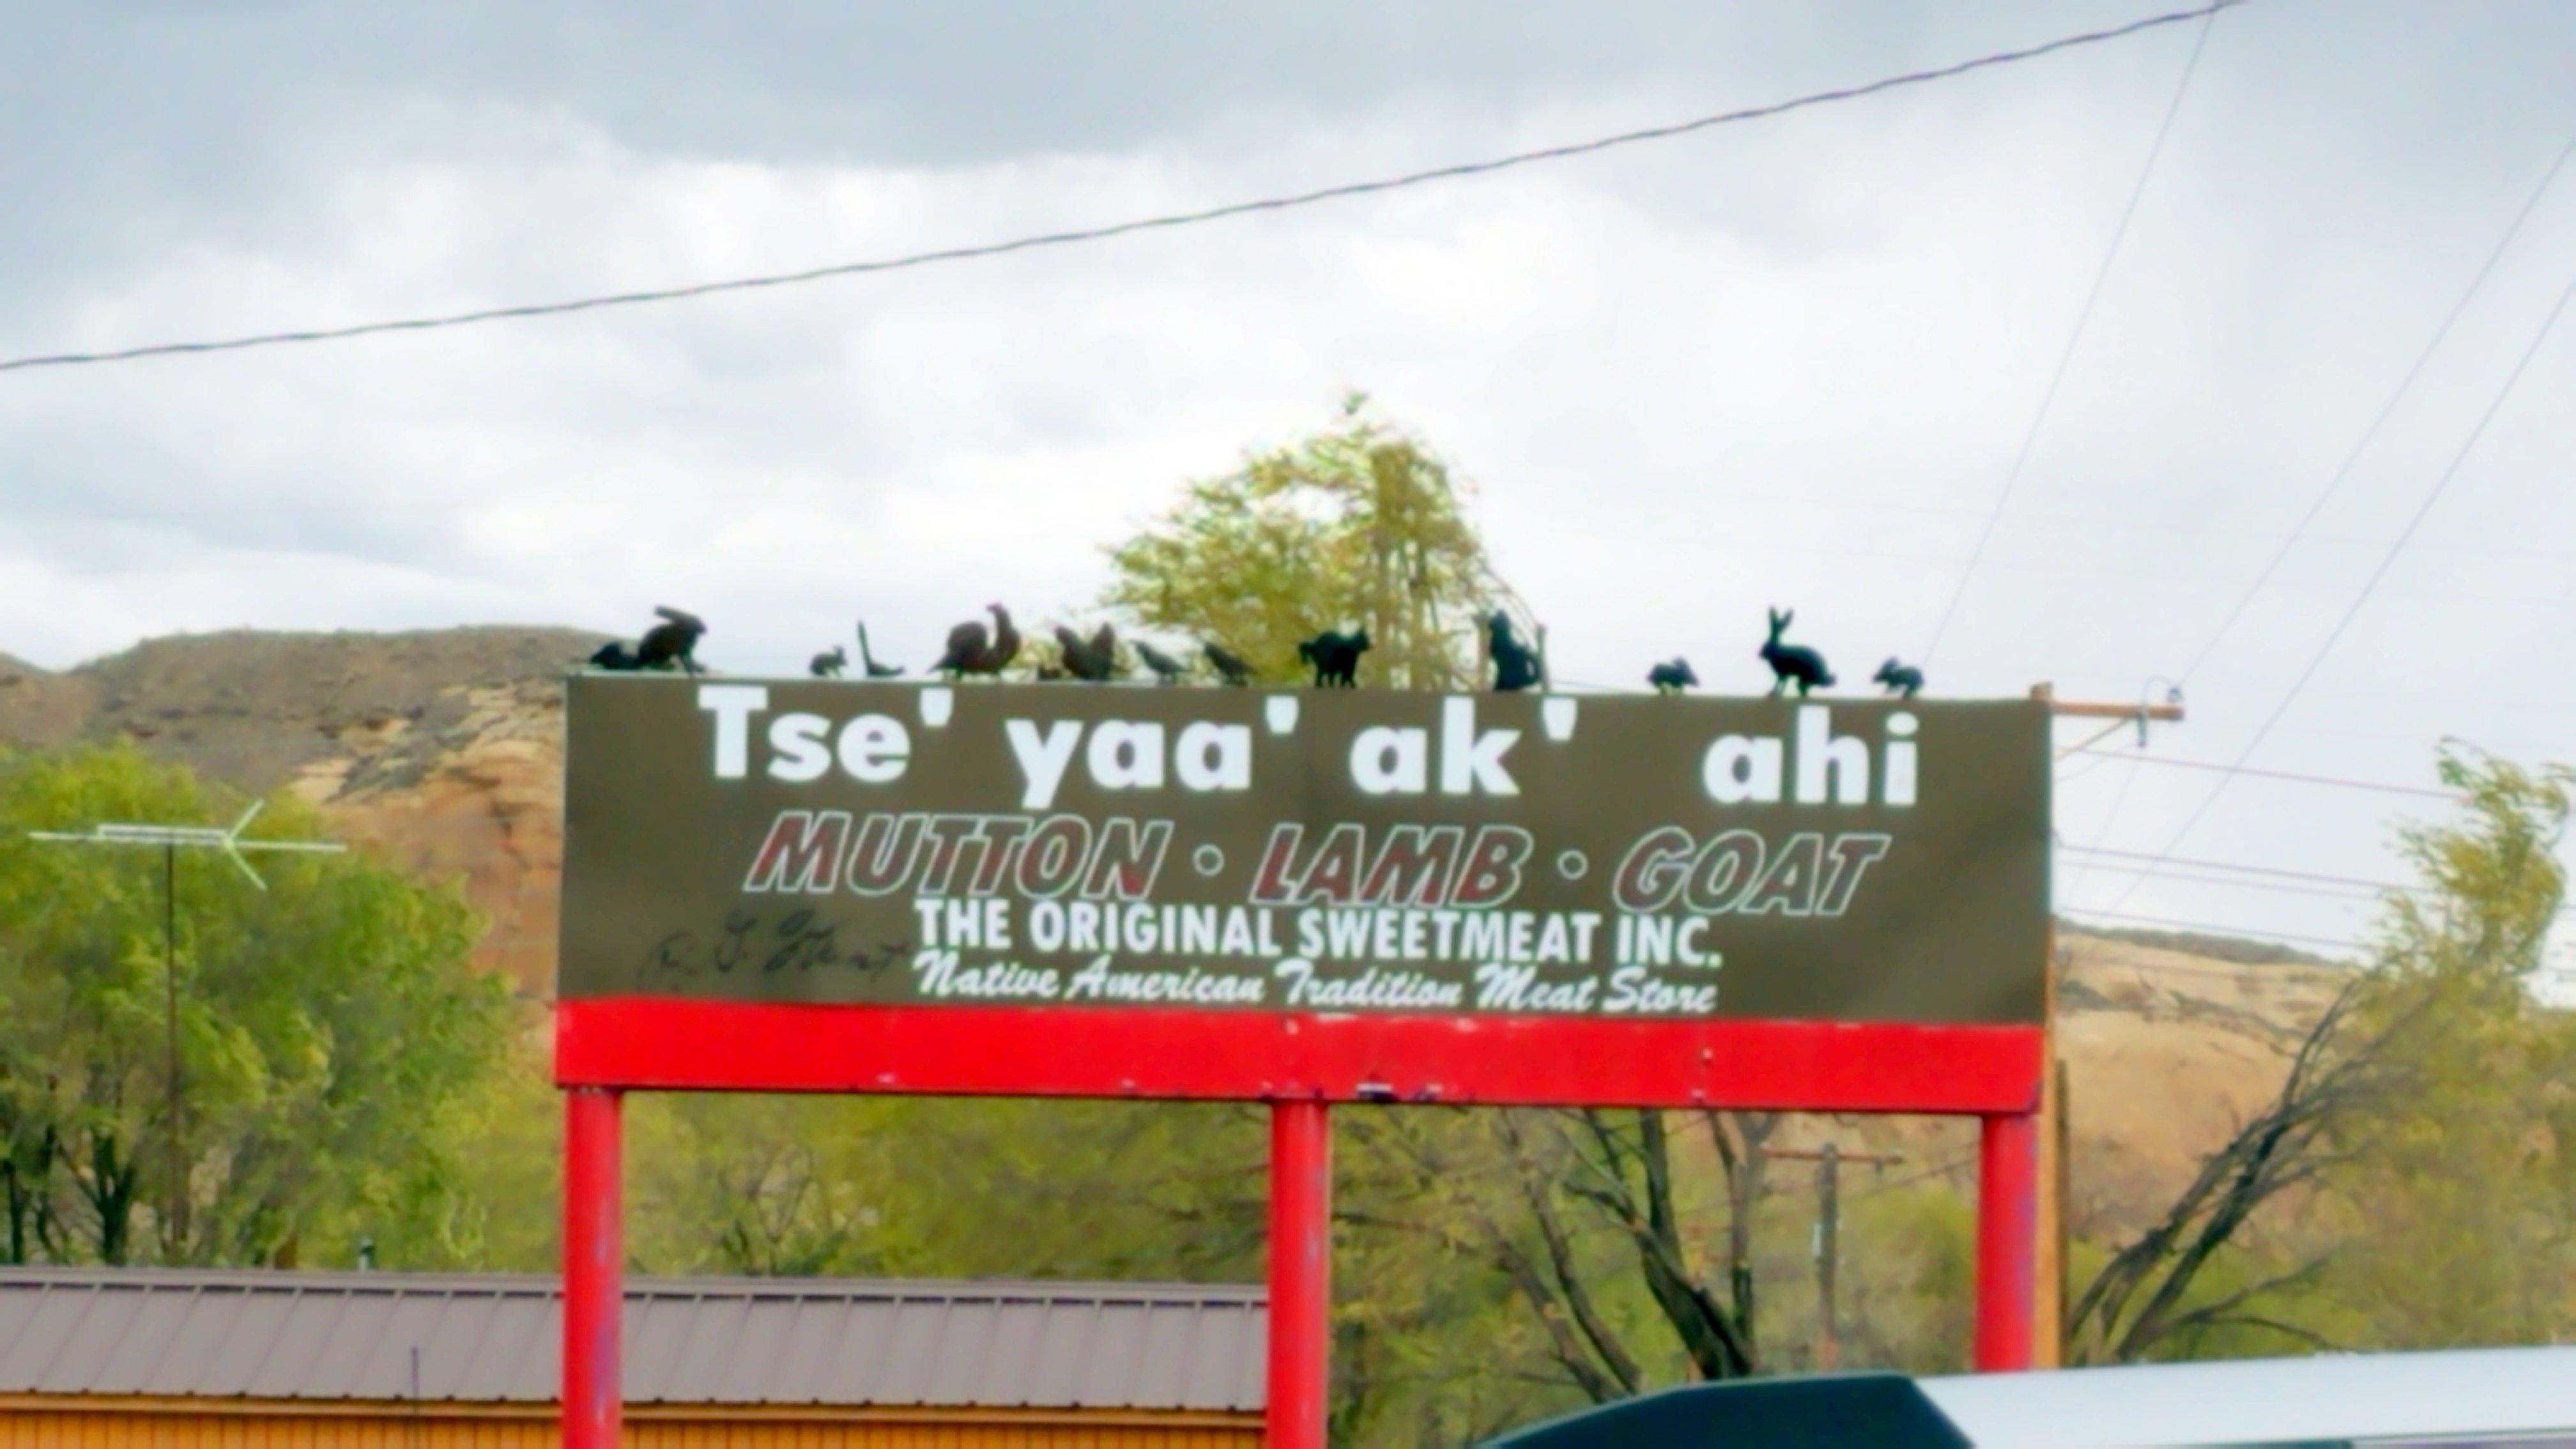 Tse' yaa' ak' ahi
MUTTON • LAMB • GOAT
THE ORIGINAL SWEETMEAT INC.
Native American Tradition Meat Store